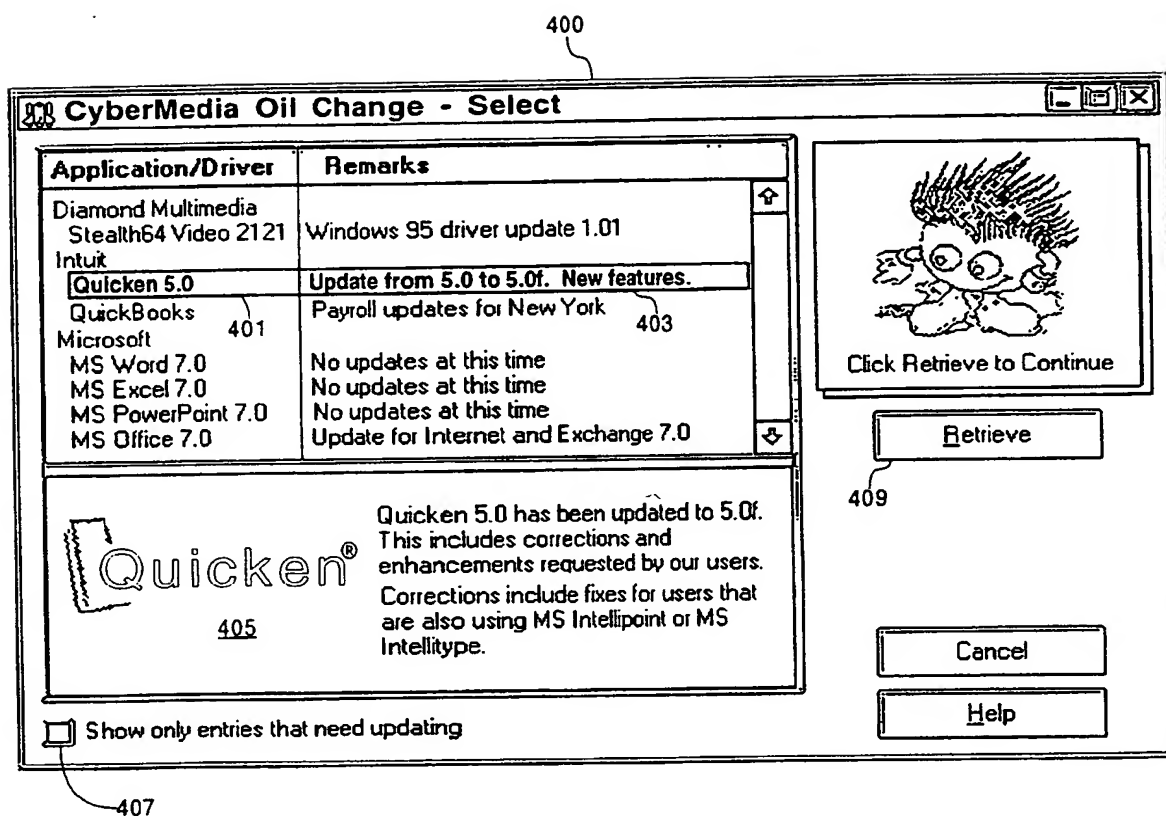 400
CyberMedia Oil Change - Select
Application/Driver Remarks
Diamond Multimedia
Stealth64 Video 2121 Windows 95 driver update 1.01
Intuit
Quicken 5.0 Update from 5.0 to 5.0f. New features.
QuickBooks Payroll updates for New York
401 403
Microsoft
MS Word 7.0 No updates at this time
MS Excel 7.0 No updates at this time
MS PowerPoint 7.0 No updates at this time
MS Office 7.0 Update for Internet and Exchange 7.0
Click Retrieve to Continue
Retrieve
409
Quicken®
405
Quicken 5.0 has been updated to 5.0f.
This includes corrections and
enhancements requested by our users.
Corrections include fixes for users that
are also using MS Intellipoint or MS
Intellitype.
Cancel
Help
Show only entries that need updating
407